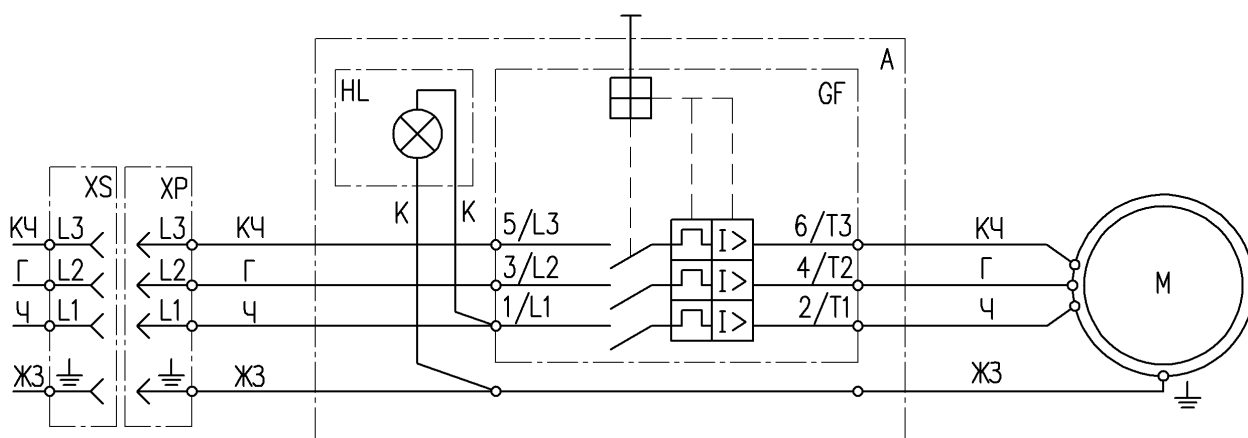 A
HL
GF
XS XP
К К
КЧ L3 L3 КЧ 5/L3 I> 6/T3 КЧ
Г L2 L2 Г 3/L2 I> 4/T2 Г M
Ч L1 L1 Ч 1/L1 I> 2/T1 Ч
ЖЗ ЖЗ ЖЗ